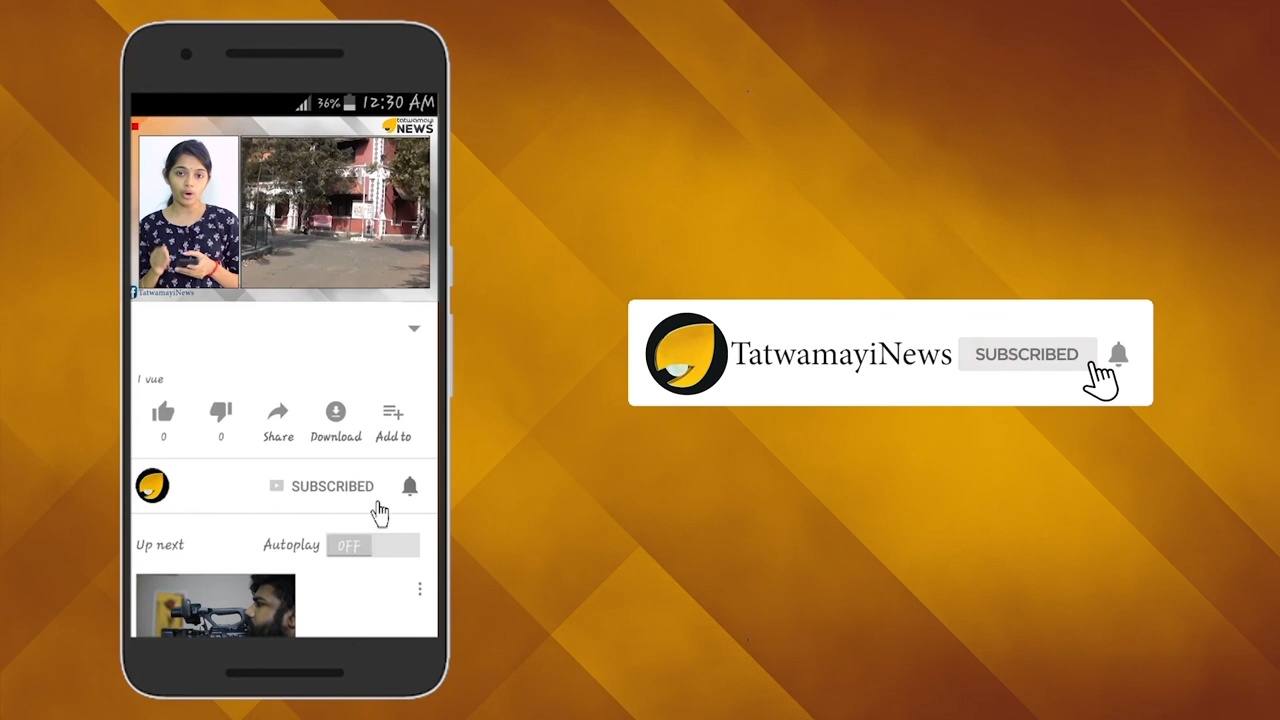 36% 12:30 AM
tatwamayi
NEWS
TatwamayiNews
1 vue
0 0 Share Download Add to
SUBSCRIBED
Up next Autoplay OFF
TatwamayiNews SUBSCRIBED